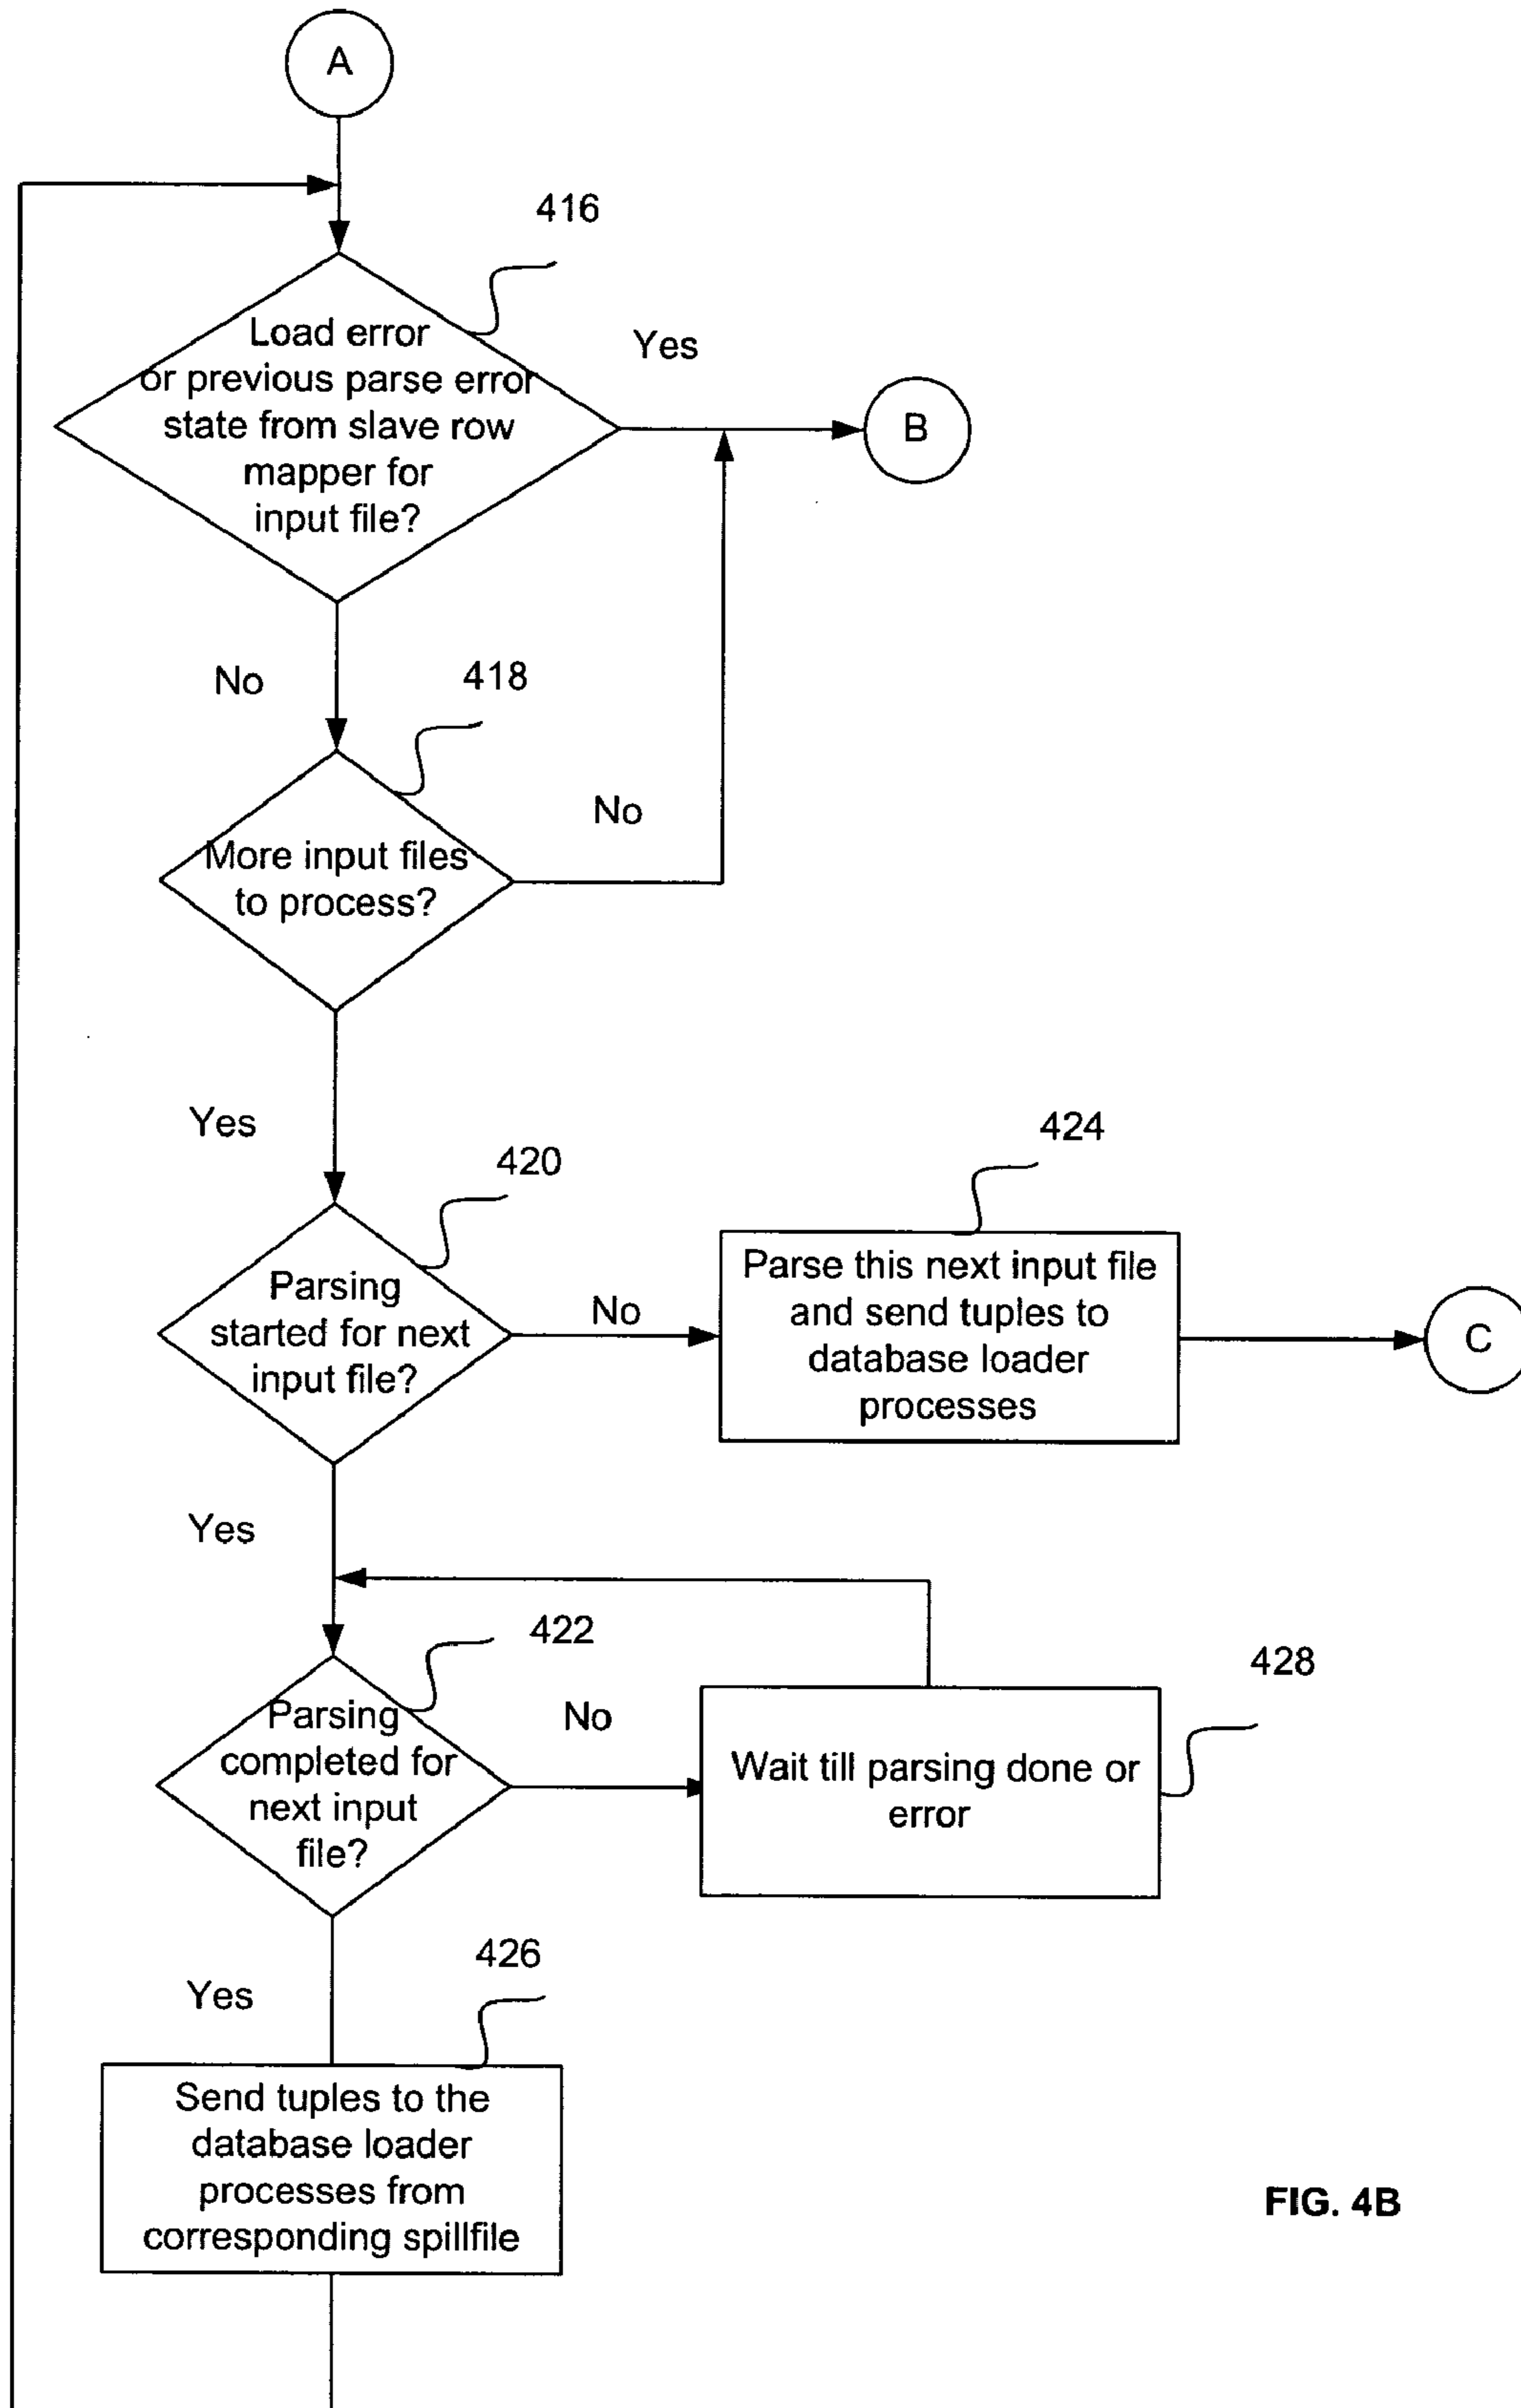 A
416
Load error
or previous parse error
state from slave row
mapper for
input file?
Yes
B
No
418
More input files
to process?
No
Yes
420
Parsing
started for next
input file?
No
424
Parse this next input file
and send tuples to
database loader
processes
C
Yes
422
Parsing
completed for
next input
file?
No
428
Wait till parsing done or
error
Yes
426
Send tuples to the
database loader
processes from
corresponding spillfile
FIG. 4B